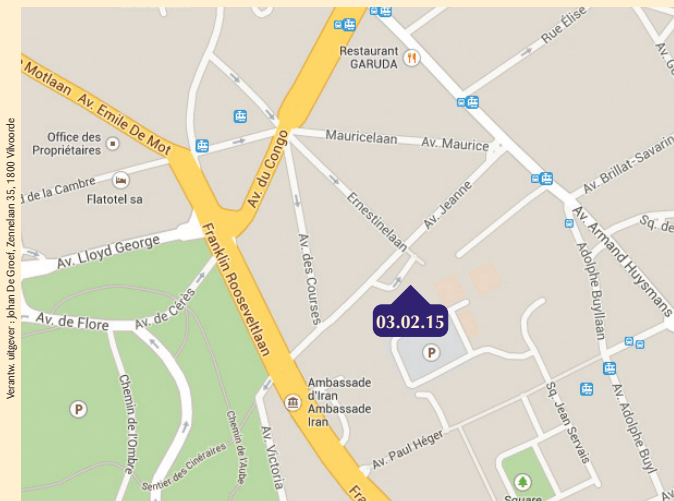 Verantw. uitgever : Johan De Groef, Zennelaan 35, 1800 Vilvoorde
Restaurant
GARUDA
Rue Élise
Av. G
e Motlaan
Av. Emile De Mot
Office des
Propriétaires
Mauricelaan
Av. Maurice
Av. Brillat-Savarin
d de la Cambre
Flatotel sa
Av. du Congo
Ernestinelaan
Av. Jeanne
Av. Armand Huysmans
Sq. de
Av. Lloyd George
Franklin Rooseveltlaan
Av. des Courses
Adolphe Buyllaan
Av. de Flore
Av. de Cérès
03.02.15
P
P
Chemin de l'Ombre
Chemin de l'Aube
Sentier des Cinéraires
Av. Victoria
Ambassade
d'Iran
Ambassade
Iran
Av. Paul Héger
Sq. Jean Servais
Av. Adolphe Buyl
Fra
Square